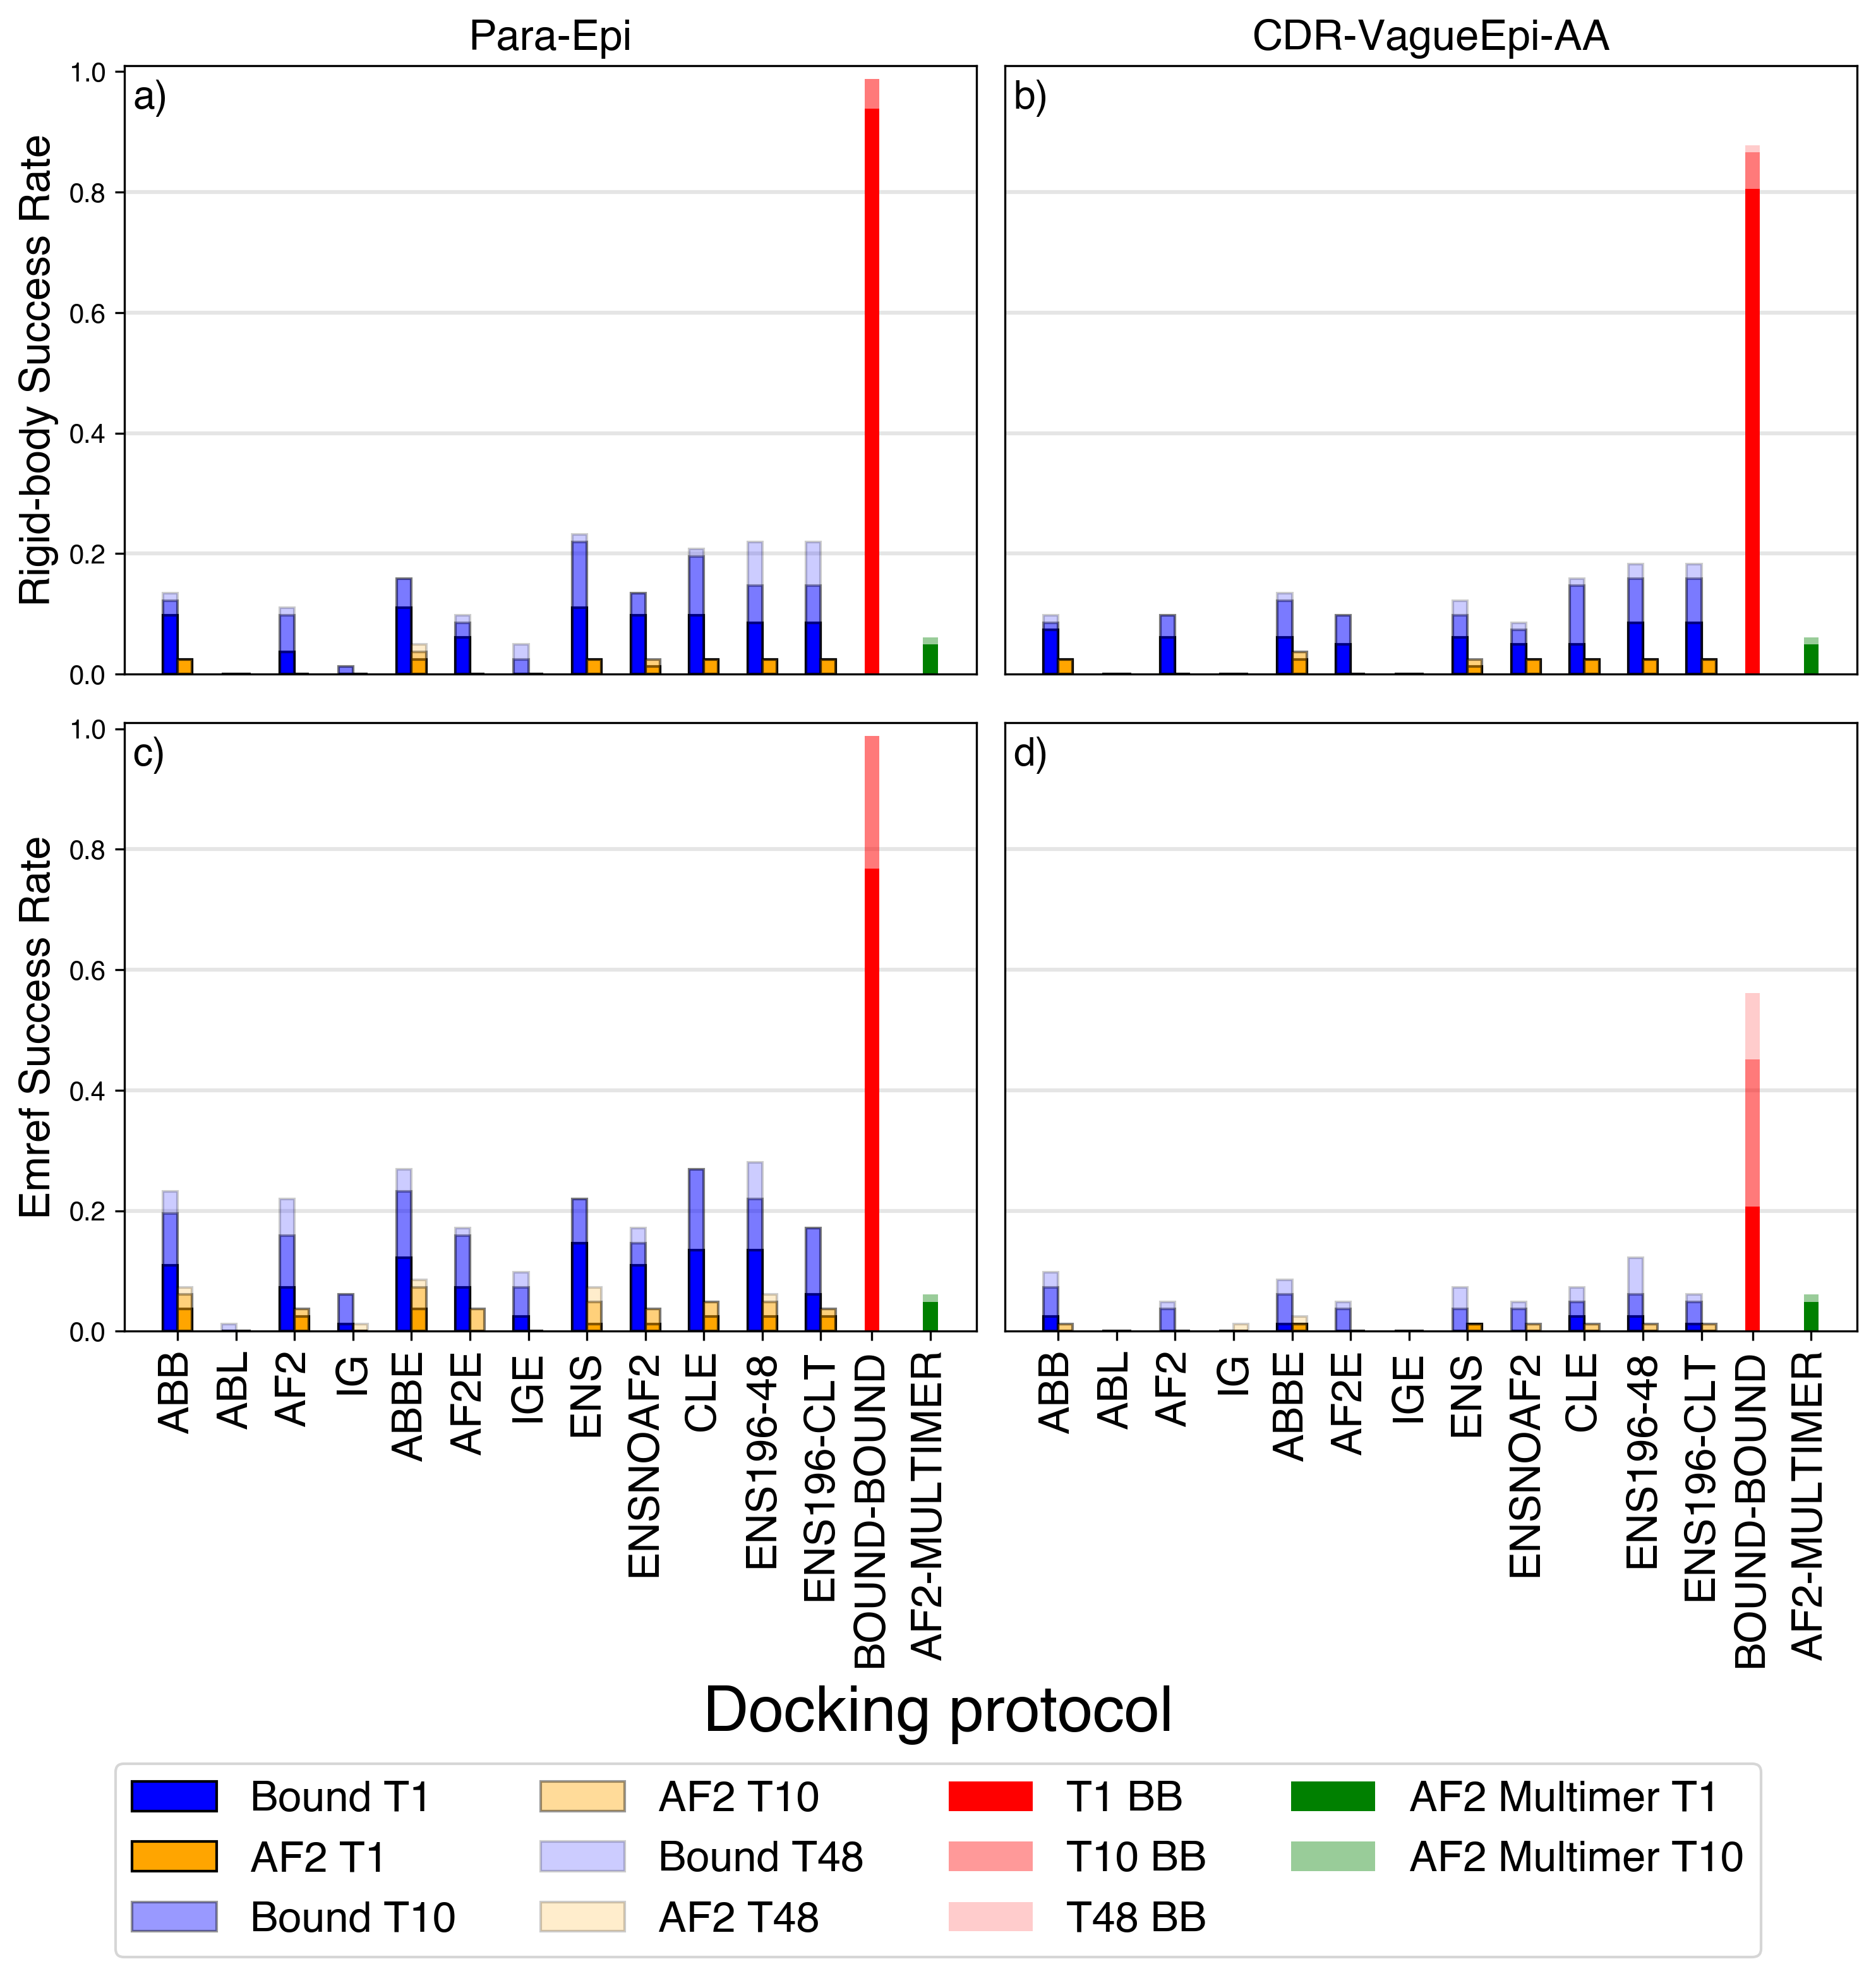 Para-Epi
CDR-VagueEpi-AA
Rigid-body Success Rate
1.0
0.8
0.6
0.4
0.2
0.0
a)
b)
Emref Success Rate
1.0
0.8
0.6
0.4
0.2
0.0
c)
d)
ABB
ABL
AF2
IG
ABBE
AF2E
IGE
ENS
ENSNOAF2
CLE
ENS196-48
ENS196-CLT
BOUND-BOUND
AF2-MULTIMER
ABB
ABL
AF2
IG
ABBE
AF2E
IGE
ENS
ENSNOAF2
CLE
ENS196-48
ENS196-CLT
BOUND-BOUND
AF2-MULTIMER
Docking protocol
Bound T1
AF2 T1
Bound T10
AF2 T10
Bound T48
AF2 T48
T1 BB
T10 BB
T48 BB
AF2 Multimer T1
AF2 Multimer T10